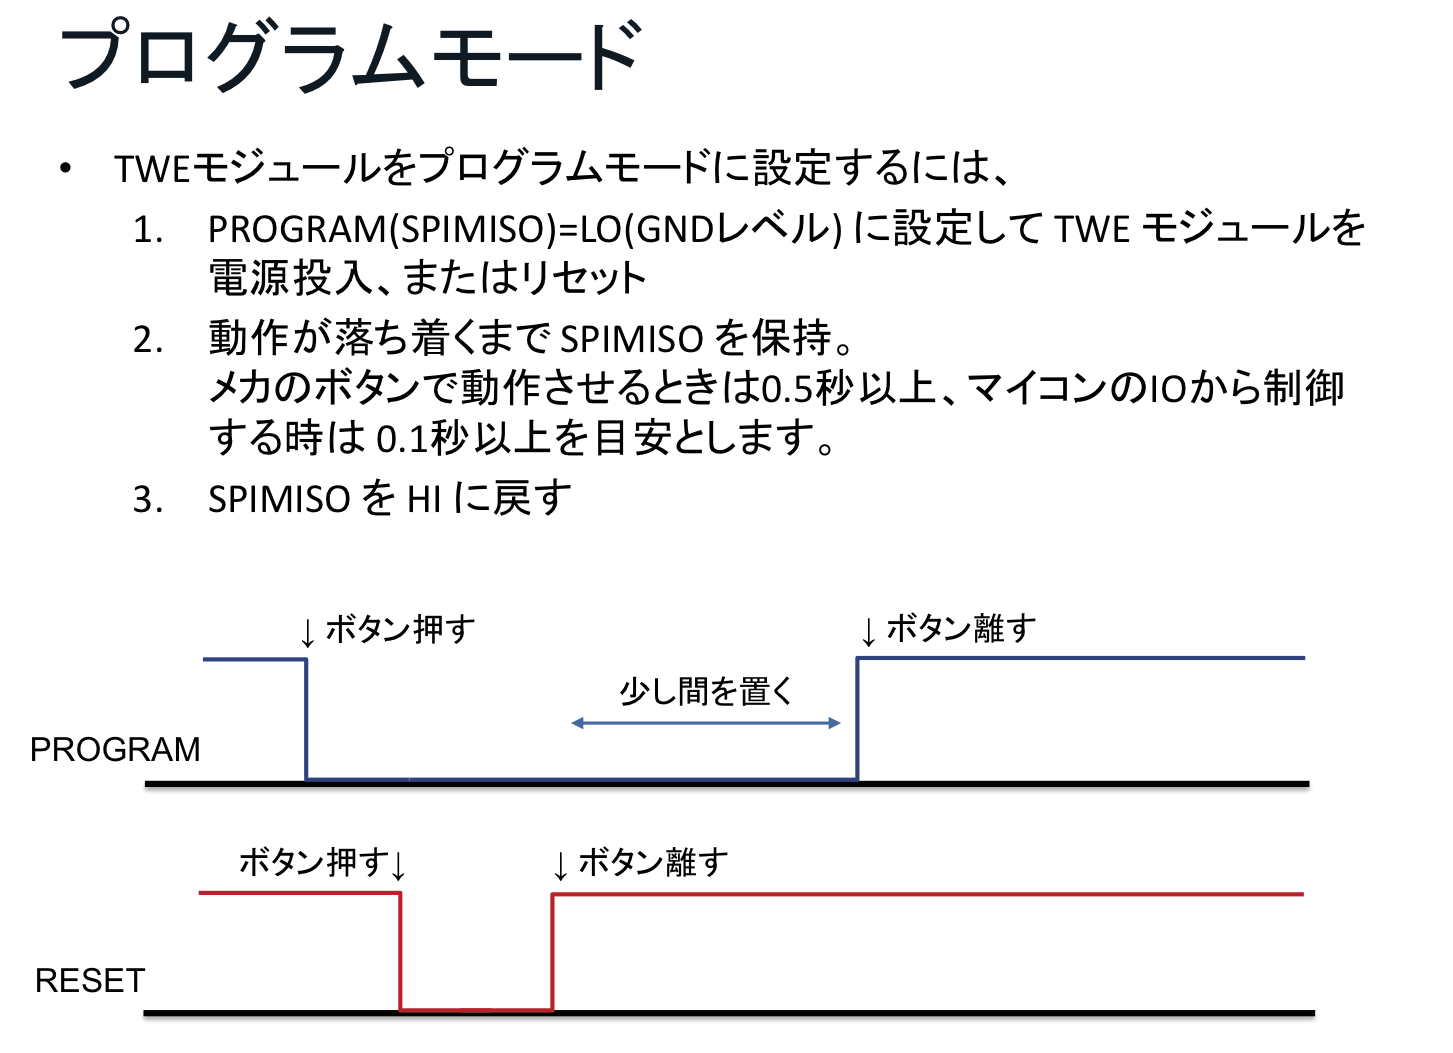 プログラムモード
• TWEモジュールをプログラムモードに設定するには、
1. PROGRAM(SPIMISO)=LO(GNDレベル) に設定して TWE モジュールを
電源投入、またはリセット
2. 動作が落ち着くまで SPIMISO を保持。
メカのボタンで動作させるときは0.5秒以上、マイコンのIOから制御
する時は 0.1秒以上を目安とします。
3. SPIMISO を HI に戻す
↓ ボタン押す
↓ ボタン離す
少し間を置く
PROGRAM
ボタン押す↓
↓ ボタン離す
RESET